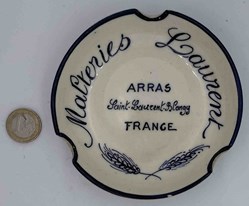 Malteries Laurent
ARRAS
Saint-Laurent-Blangy
FRANCE